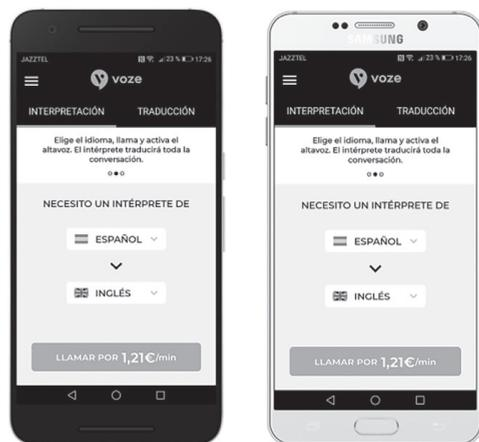 JAZZTEL 23 % 17:26
voze
INTERPRETACIÓN TRADUCCIÓN
Elige el idioma, llama y activa el
altavoz. El intérprete traducirá toda la
conversación.
NECESITO UN INTÉRPRETE DE
ESPAÑOL
INGLÉS
LLAMAR POR 1,21€/min
SAMSUNG
JAZZTEL 23 % 17:26
voze
INTERPRETACIÓN TRADUCCIÓN
Elige el idioma, llama y activa el
altavoz. El intérprete traducirá toda la
conversación.
NECESITO UN INTÉRPRETE DE
ESPAÑOL
INGLÉS
LLAMAR POR 1,21€/min